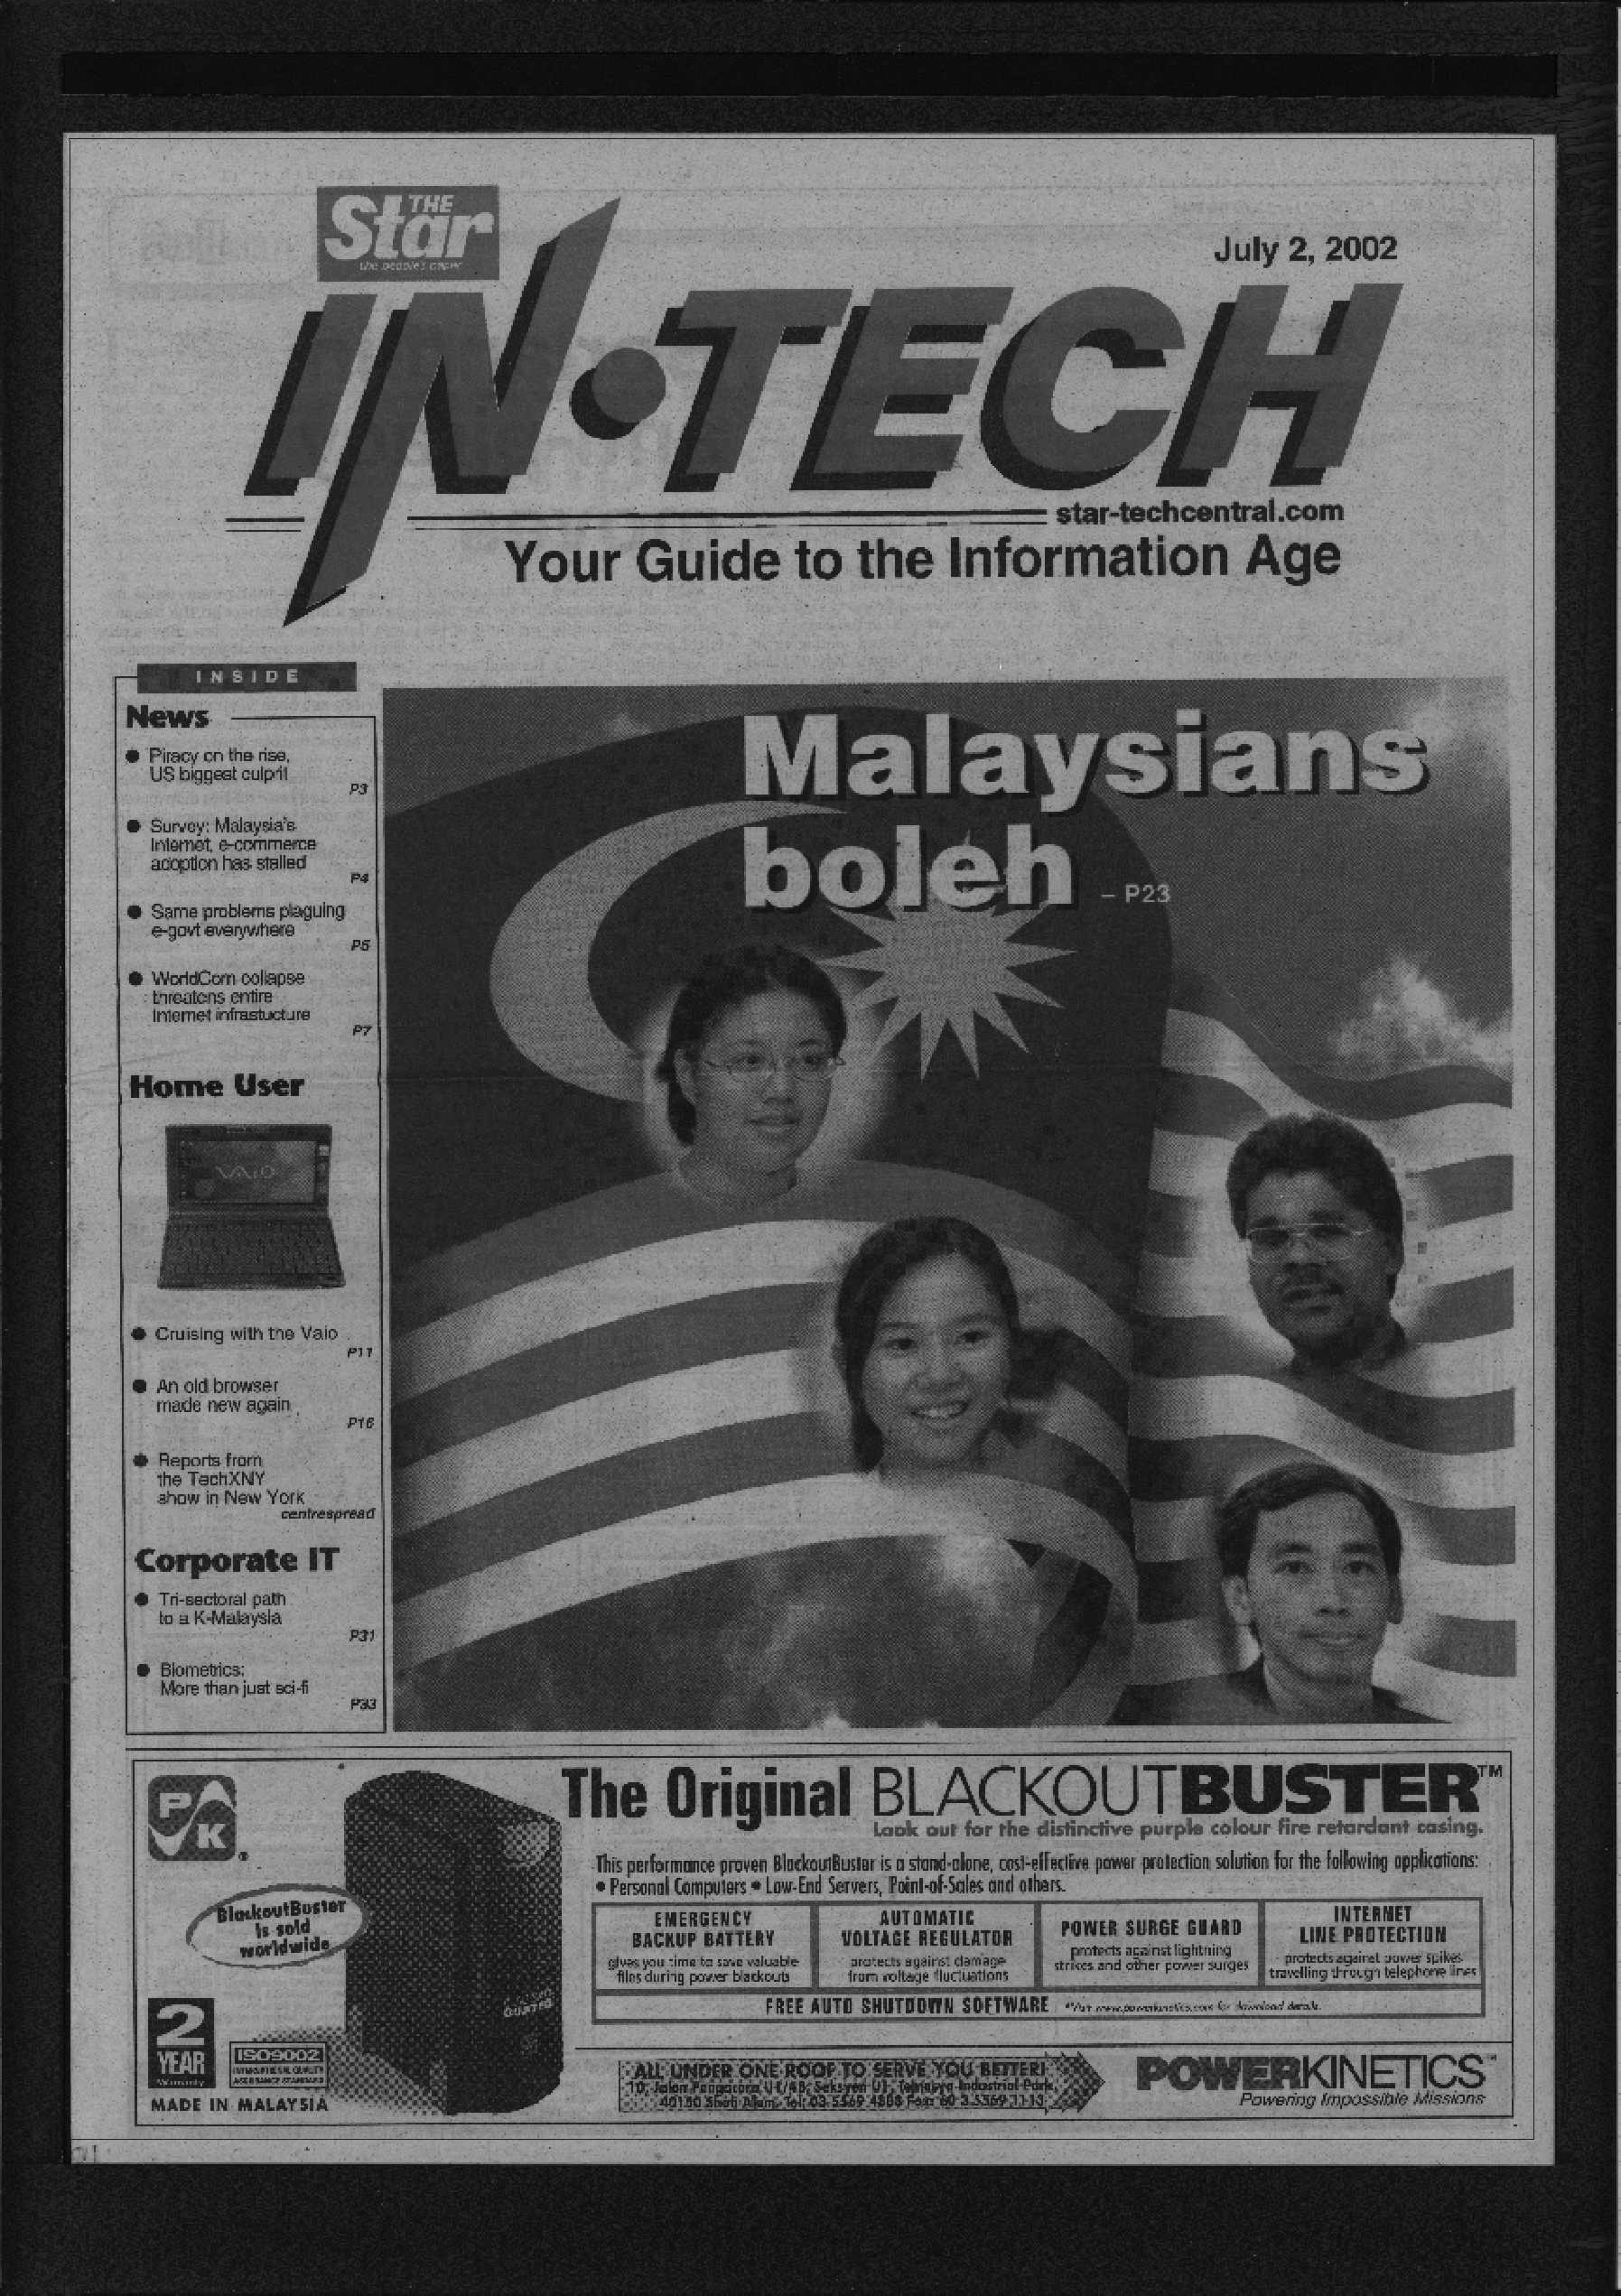 THE
Star
the people's paper
July 2, 2002
IN•TECH
star-techcentral.com
Your Guide to the Information Age
INSIDE
News
● Piracy on the rise,
US biggest culprit
P3
● Survey: Malaysia's
Internet, e-commerce
adoption has stalled
P4
● Same problems plaguing
e-govt everywhere
P5
● WorldCom collapse
threatens entire
Internet infrastucture
P7
Home User
VAIO
● Cruising with the Vaio
P11
● An old browser
made new again
P16
● Reports from
the TechXNY
show in New York
centrespread
Corporate IT
● Tri-sectoral path
to a K-Malaysia
P31
● Biometrics:
More than just sci-fi
P33
Malaysians
boleh – P23
PK
The Original BLACKOUTBUSTER™
Look out for the distinctive purple colour fire retardant casing.
This performance proven BlackoutBuster is a stand-alone, cost-effective power protection solution for the following applications:
• Personal Computers • Low-End Servers, Point-of-Sales and others.
BlackoutBuster
is sold
worldwide
EMERGENCY
BACKUP BATTERY
gives you time to save valuable
files during power blackouts
AUTOMATIC
VOLTAGE REGULATOR
protects against damage
from voltage fluctuations
POWER SURGE GUARD
protects against lightning
strikes and other power surges
INTERNET
LINE PROTECTION
protects against power spikes
travelling through telephone lines
FREE AUTO SHUTDOWN SOFTWARE *Visit www.powerkinetics.com for download details.
2
YEAR
Warranty
ISO9002
INTERNATIONAL QUALITY
ASSURANCE STANDARD
MADE IN MALAYSIA
ALL UNDER ONE ROOF TO SERVE YOU BETTER!
10, Jalan U1/45, Seksyen U1, Industrial Park,
40150 Shah Alam. Tel: 03 5569 4888 Fax: 60 3 5569 1113
POWERKINETICS™
Powering Impossible Missions